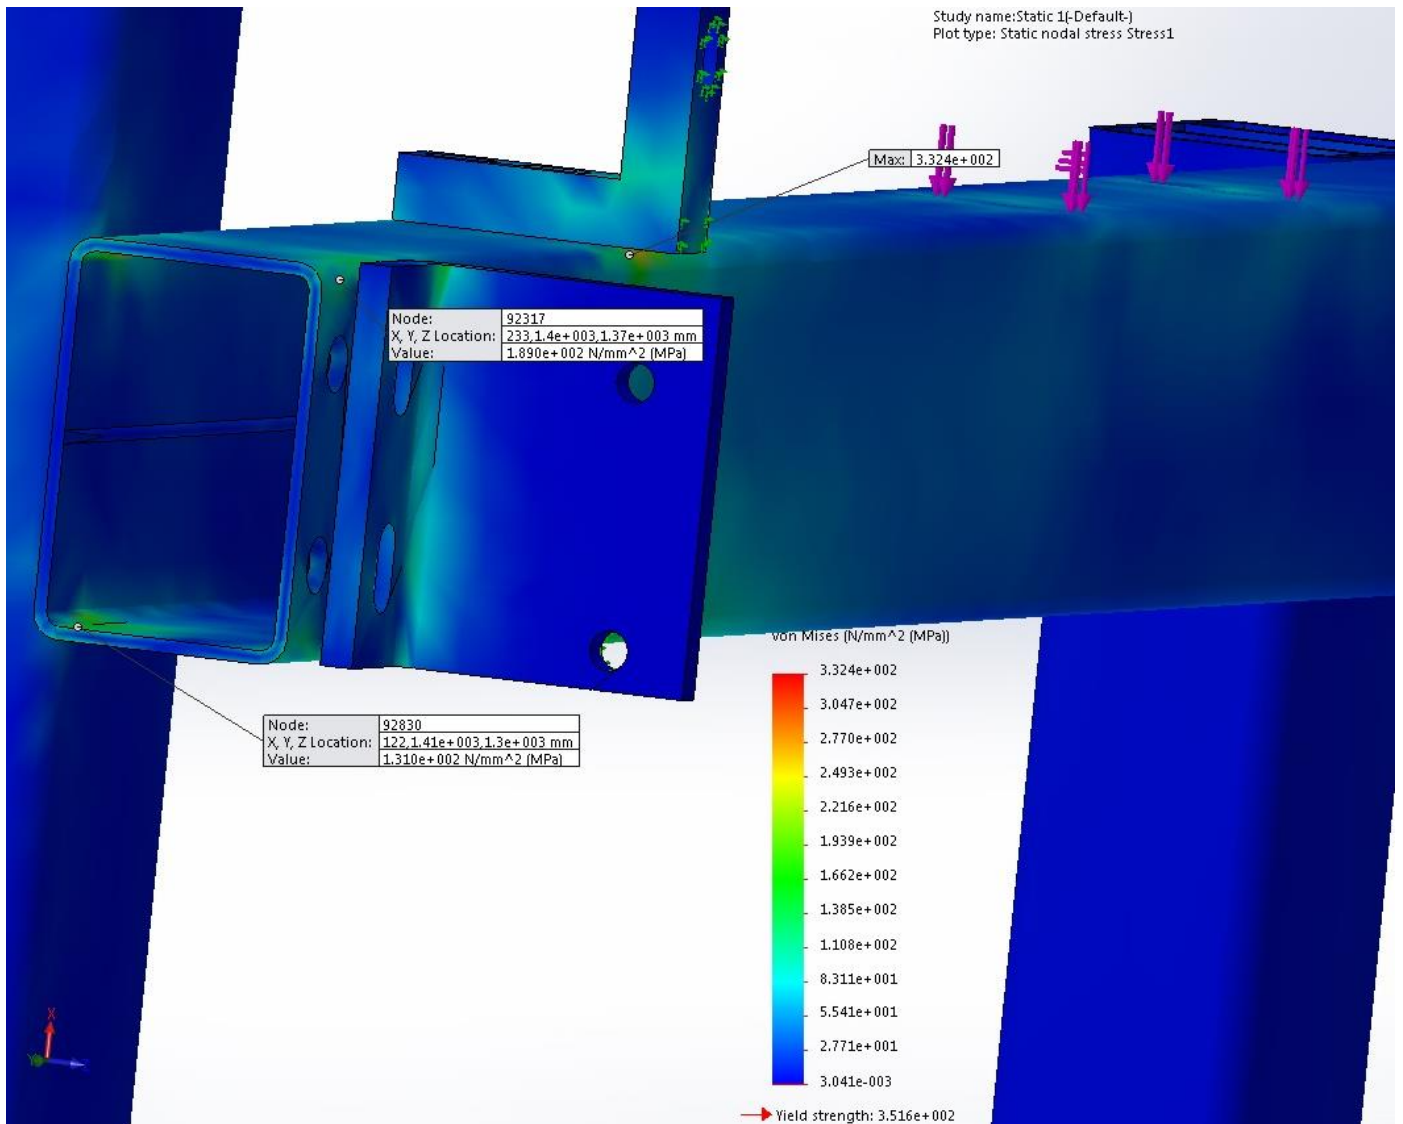 Study name:Static 1(-Default-)
Plot type: Static nodal stress Stress1
Max: 3.324e+002
Node: 92317
X, Y, Z Location: 233,1.4e+003,1.37e+003 mm
Value: 1.890e+002 N/mm^2 (MPa)
von Mises (N/mm^2 (MPa))
3.324e+002
3.047e+002
2.770e+002
2.493e+002
2.216e+002
1.939e+002
1.662e+002
1.385e+002
1.108e+002
8.311e+001
5.541e+001
2.771e+001
3.041e-003
Yield strength: 3.516e+002
Node: 92830
X, Y, Z Location: 122,1.41e+003,1.3e+003 mm
Value: 1.310e+002 N/mm^2 (MPa)
X